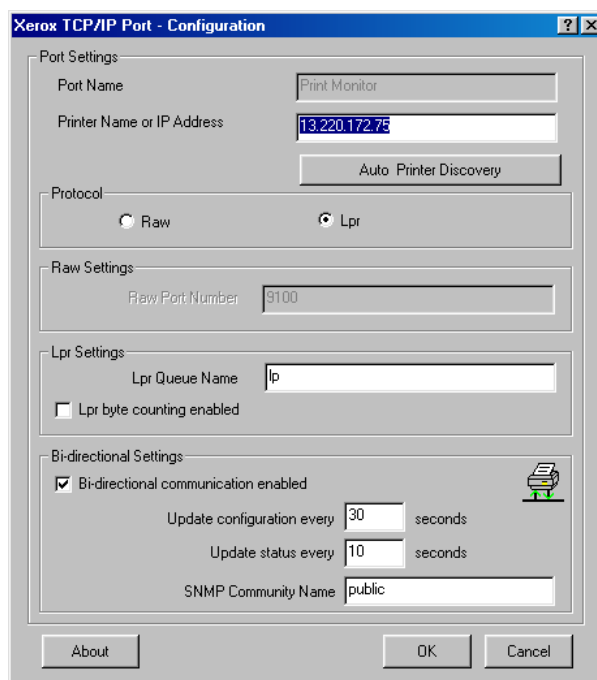 Xerox TCP/IP Port - Configuration
Port Settings
Port Name Print Monitor
Printer Name or IP Address 13.220.172.75
Auto Printer Discovery
Protocol
Raw Lpr
Raw Settings
Raw Port Number 9100
Lpr Settings
Lpr Queue Name lp
Lpr byte counting enabled
Bi-directional Settings
Bi-directional communication enabled
Update configuration every 30 seconds
Update status every 10 seconds
SNMP Community Name public
About OK Cancel